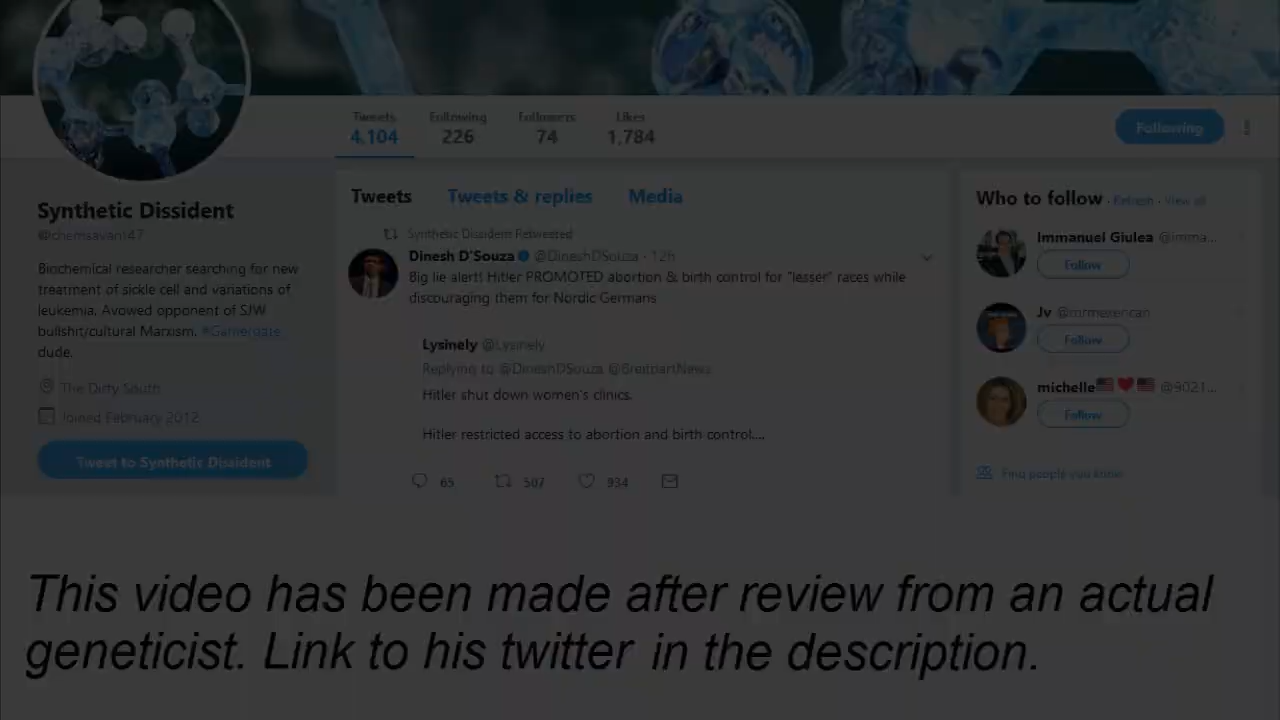 Tweets Following Followers Likes
4,104 226 74 1,784
Following
Synthetic Dissident
@chemsavant47
Biochemical researcher searching for new
treatment of sickle cell and variations of
leukemia. Avowed opponent of SJW
bullshit/cultural Marxism. #Gamergate
dude.
The Dirty South
Joined February 2012
Tweet to Synthetic Dissident
Tweets Tweets & replies Media
Synthetic Dissident Retweeted
Dinesh D'Souza @DineshDSouza · 12h
Big lie alert! Hitler PROMOTED abortion & birth control for "lesser" races while
discouraging them for Nordic Germans
Lysinely @Lysinely
Replying to @DineshDSouza @BreitbartNews
Hitler shut down women's clinics.
Hitler restricted access to abortion and birth control....
65 507 934
Who to follow · Refresh · View all
Immanuel Giulea @imma...
Follow
Jv @mrmexencan
Follow
michelle @9021...
Follow
Find people you know
This video has been made after review from an actual
geneticist. Link to his twitter in the description.